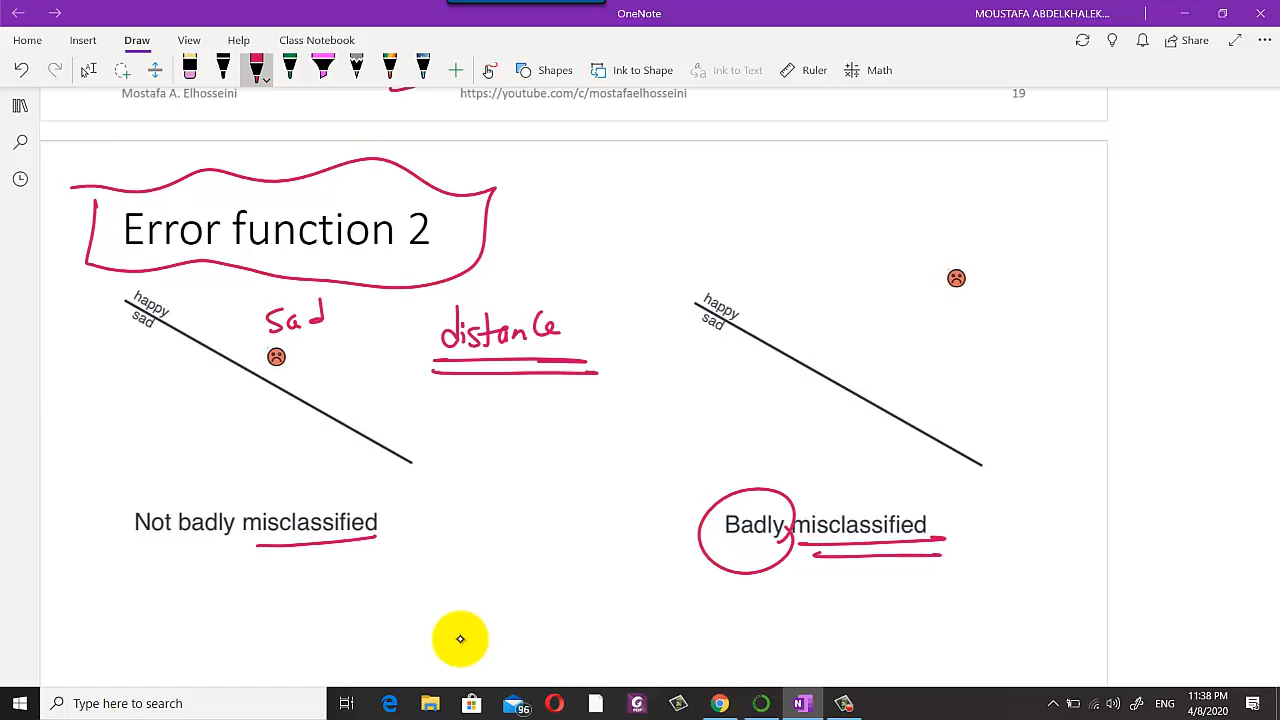 OneNote
MOUSTAFA ABDELKHALEK...
Home Insert Draw View Help Class Notebook
Share
Shapes Ink to Shape Ink to Text Ruler Math
Mostafa A. Elhosseini https://youtube.com/c/mostafaelhosseini 19
Error function 2
happy
sad
sad
distance
happy
sad
Not badly misclassified
Badly misclassified
Type here to search
96
11:38 PM
4/8/2020